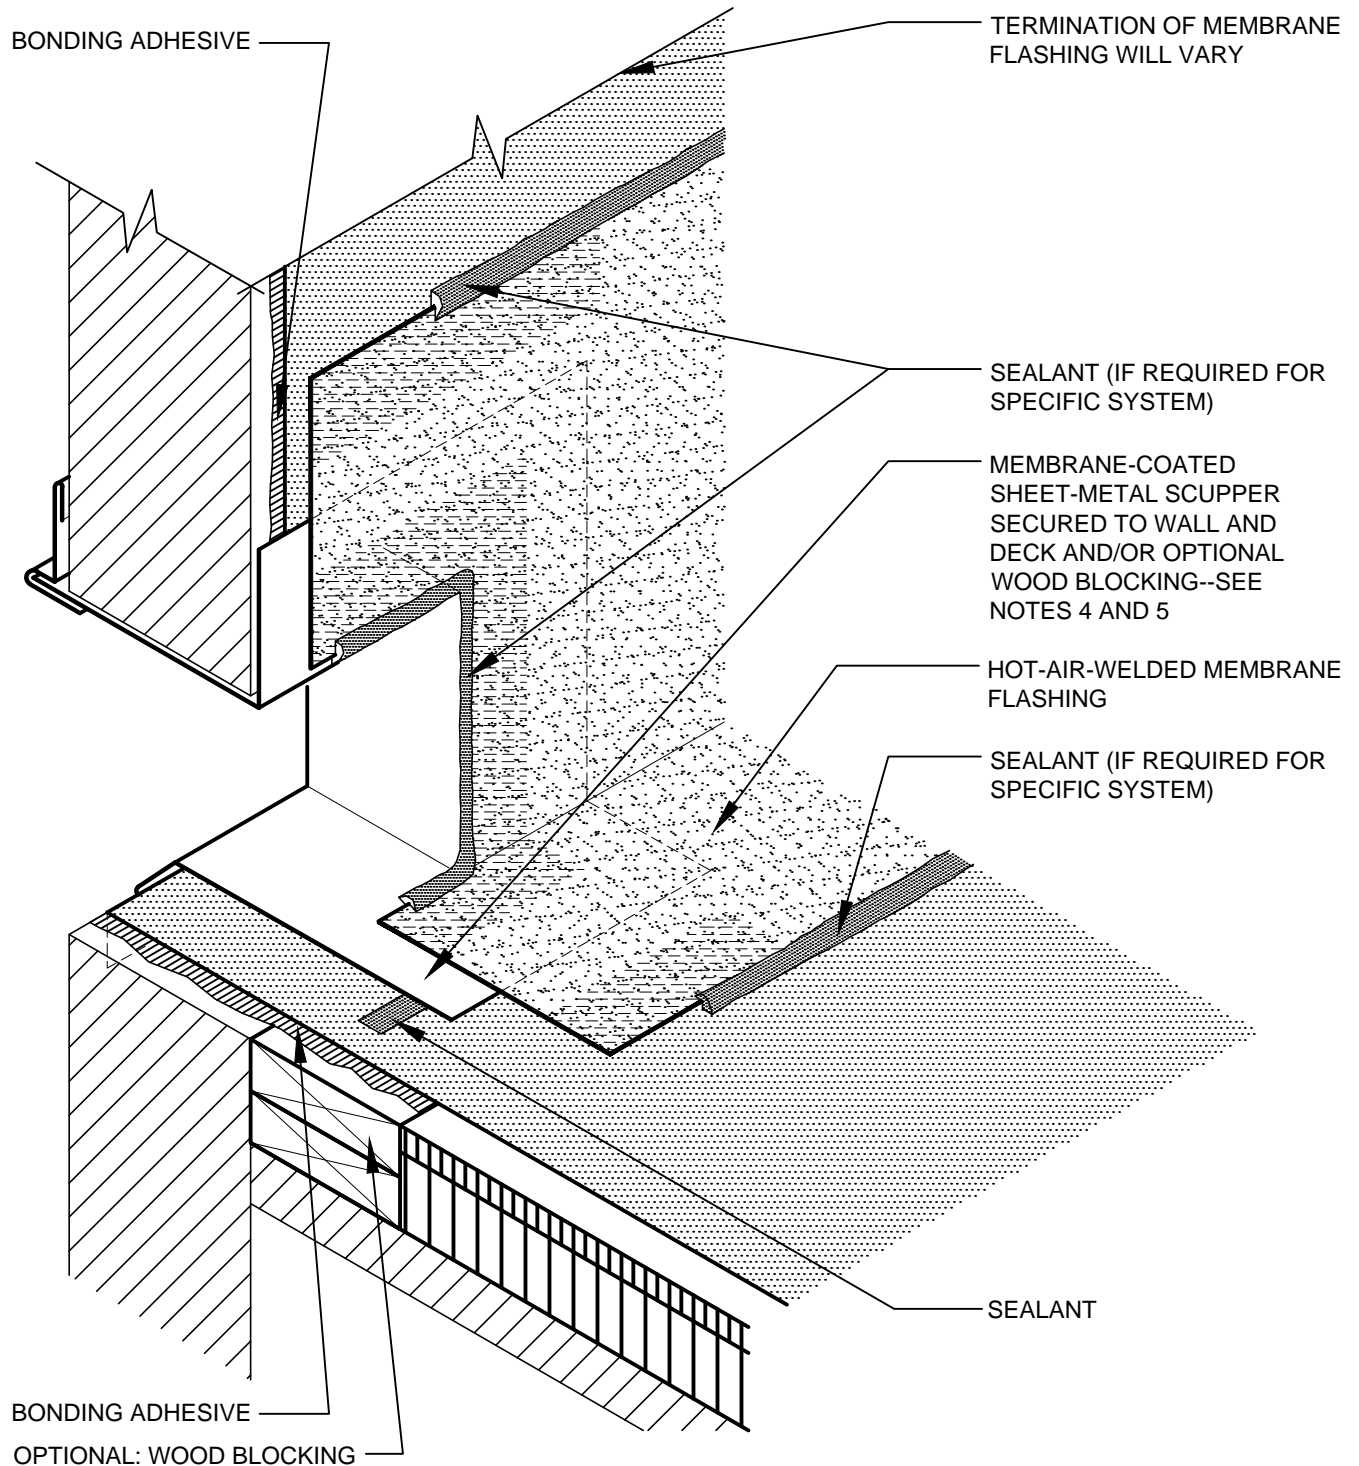 BONDING ADHESIVE
TERMINATION OF MEMBRANE
FLASHING WILL VARY
SEALANT (IF REQUIRED FOR
SPECIFIC SYSTEM)
MEMBRANE-COATED
SHEET-METAL SCUPPER
SECURED TO WALL AND
DECK AND/OR OPTIONAL
WOOD BLOCKING--SEE
NOTES 4 AND 5
HOT-AIR-WELDED MEMBRANE
FLASHING
SEALANT (IF REQUIRED FOR
SPECIFIC SYSTEM)
SEALANT
BONDING ADHESIVE
OPTIONAL: WOOD BLOCKING